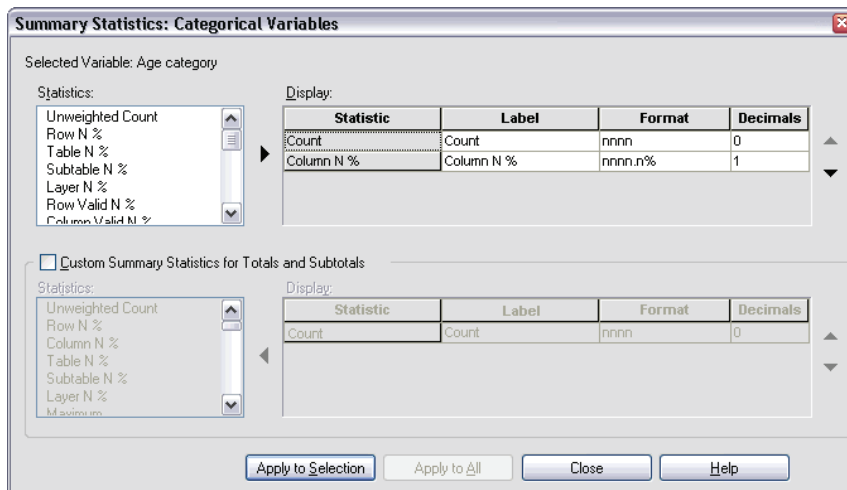 Summary Statistics: Categorical Variables
Selected Variable: Age category
Statistics:
Unweighted Count
Row N %
Table N %
Subtable N %
Layer N %
Row Valid N %
Column Valid N %
Display:
Statistic Label Format Decimals
Count Count nnnn 0
Column N % Column N % nnnn.n% 1
Custom Summary Statistics for Totals and Subtotals
Statistics:
Unweighted Count
Row N %
Column N %
Table N %
Subtable N %
Layer N %
Maximum
Display:
Statistic Label Format Decimals
Count Count nnnn 0
Apply to Selection Apply to All Close Help